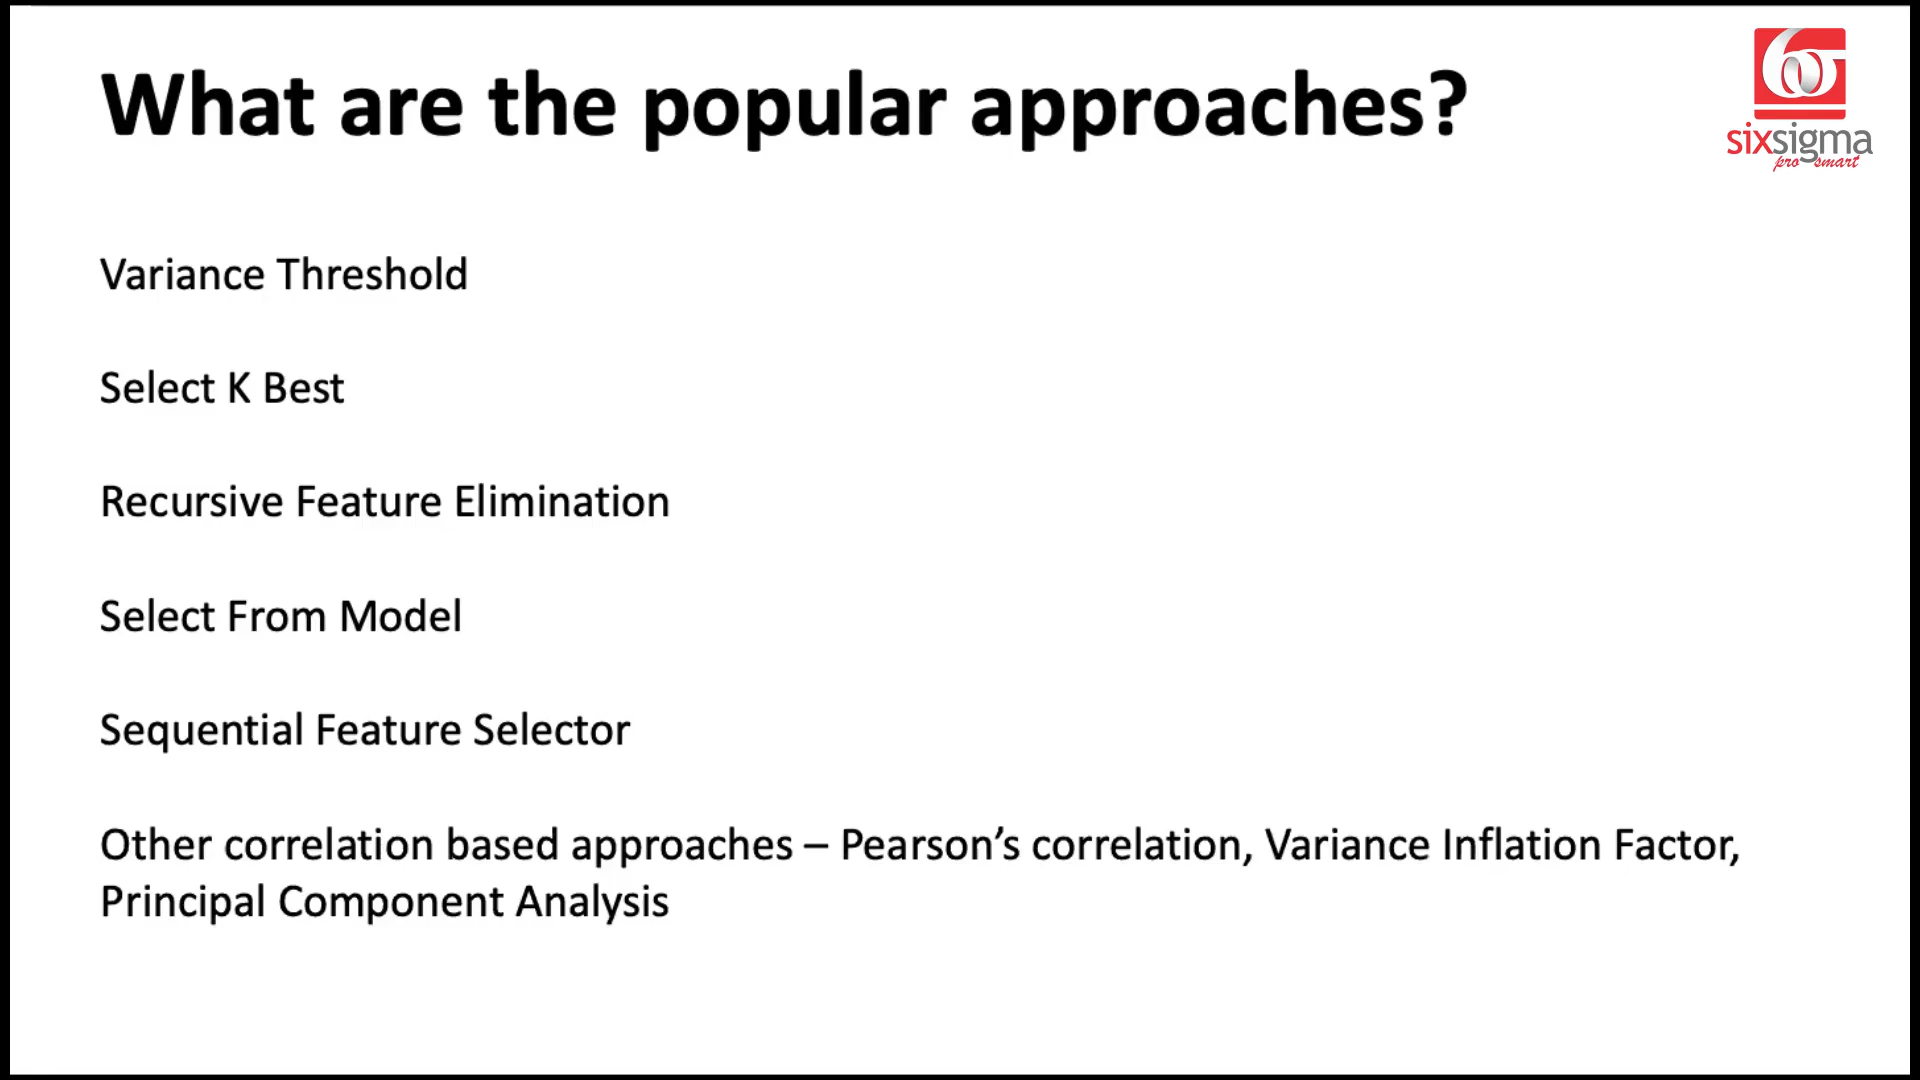 What are the popular approaches?
sixsigma
pro smart
Variance Threshold
Select K Best
Recursive Feature Elimination
Select From Model
Sequential Feature Selector
Other correlation based approaches – Pearson’s correlation, Variance Inflation Factor,
Principal Component Analysis